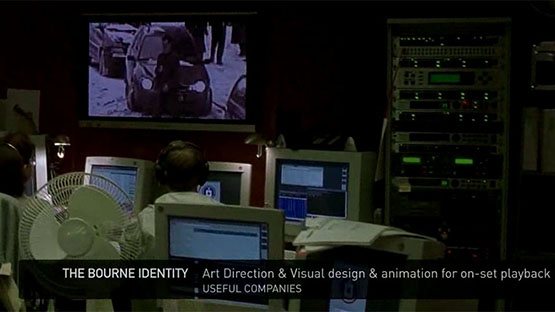 THE BOURNE IDENTITY
Art Direction & Visual design & animation for on-set playback
USEFUL COMPANIES